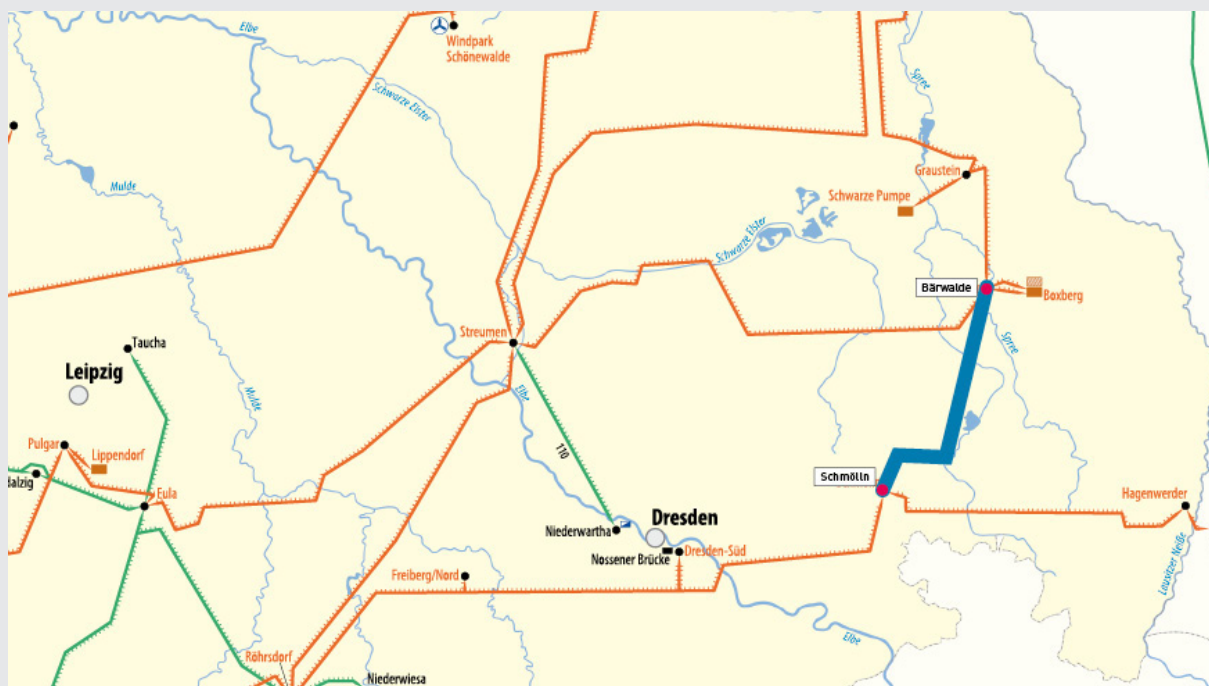 Elbe
Windpark
Schönewalde
Schwarze Elster
Spree
Mulde
Graustein
Schwarze Pumpe
Schwarze Elster
Bärwalde
Boxberg
Streumen
Spree
Taucha
Leipzig
Elbe
Mulde
Pulgar
Lippendorf
110
Schmölln
Eula
Hagenwerder
Dresden
Niederwartha
Nossener Brücke
Dresden-Süd
Freiberg/Nord
Lausitzer Neiße
Elbe
Röhrsdorf
Niederwiesa